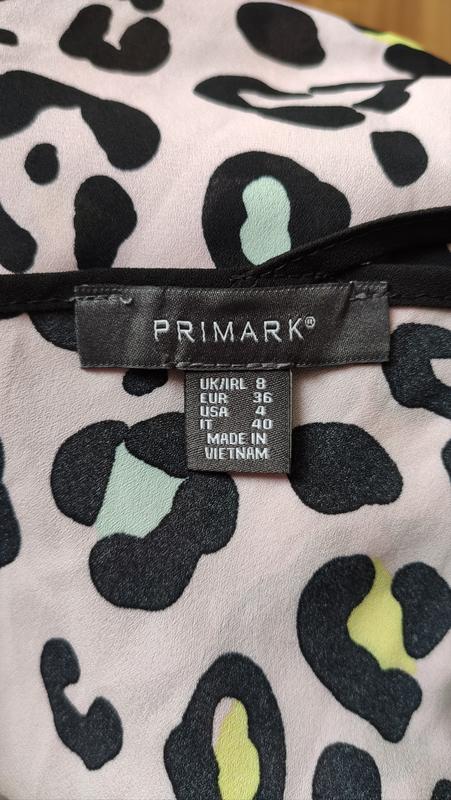 PRIMARK®
UK/IRL 8
EUR 36
USA 4
IT 40
MADE IN
VIETNAM